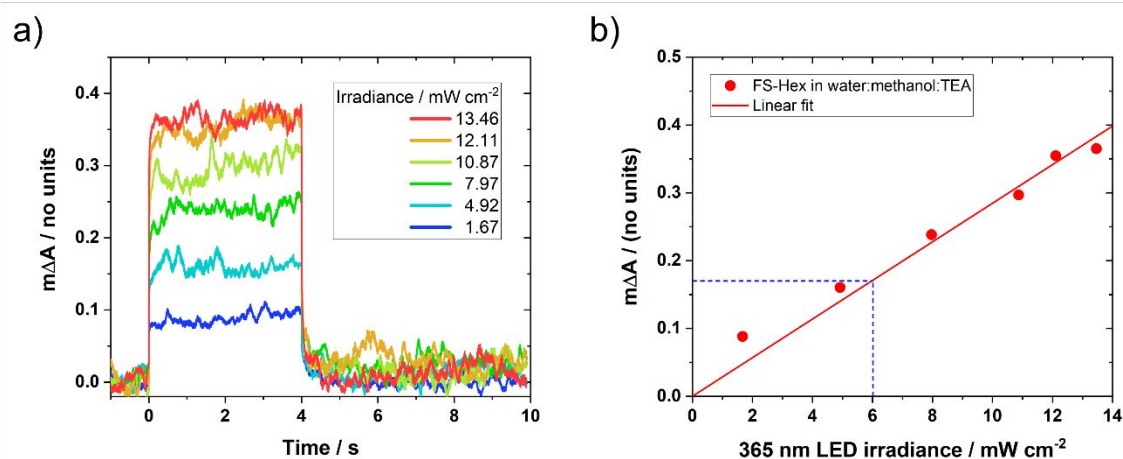 a)
mΔA / no units
0.4
0.3
0.2
0.1
0.0
Irradiance / mW cm⁻²
13.46
12.11
10.87
7.97
4.92
1.67
0 2 4 6 8 10
Time / s
b)
mΔA / (no units)
0.5
0.4
0.3
0.2
0.1
0.0
FS-Hex in water:methanol:TEA
Linear fit
0 2 4 6 8 10 12 14
365 nm LED irradiance / mW cm⁻²